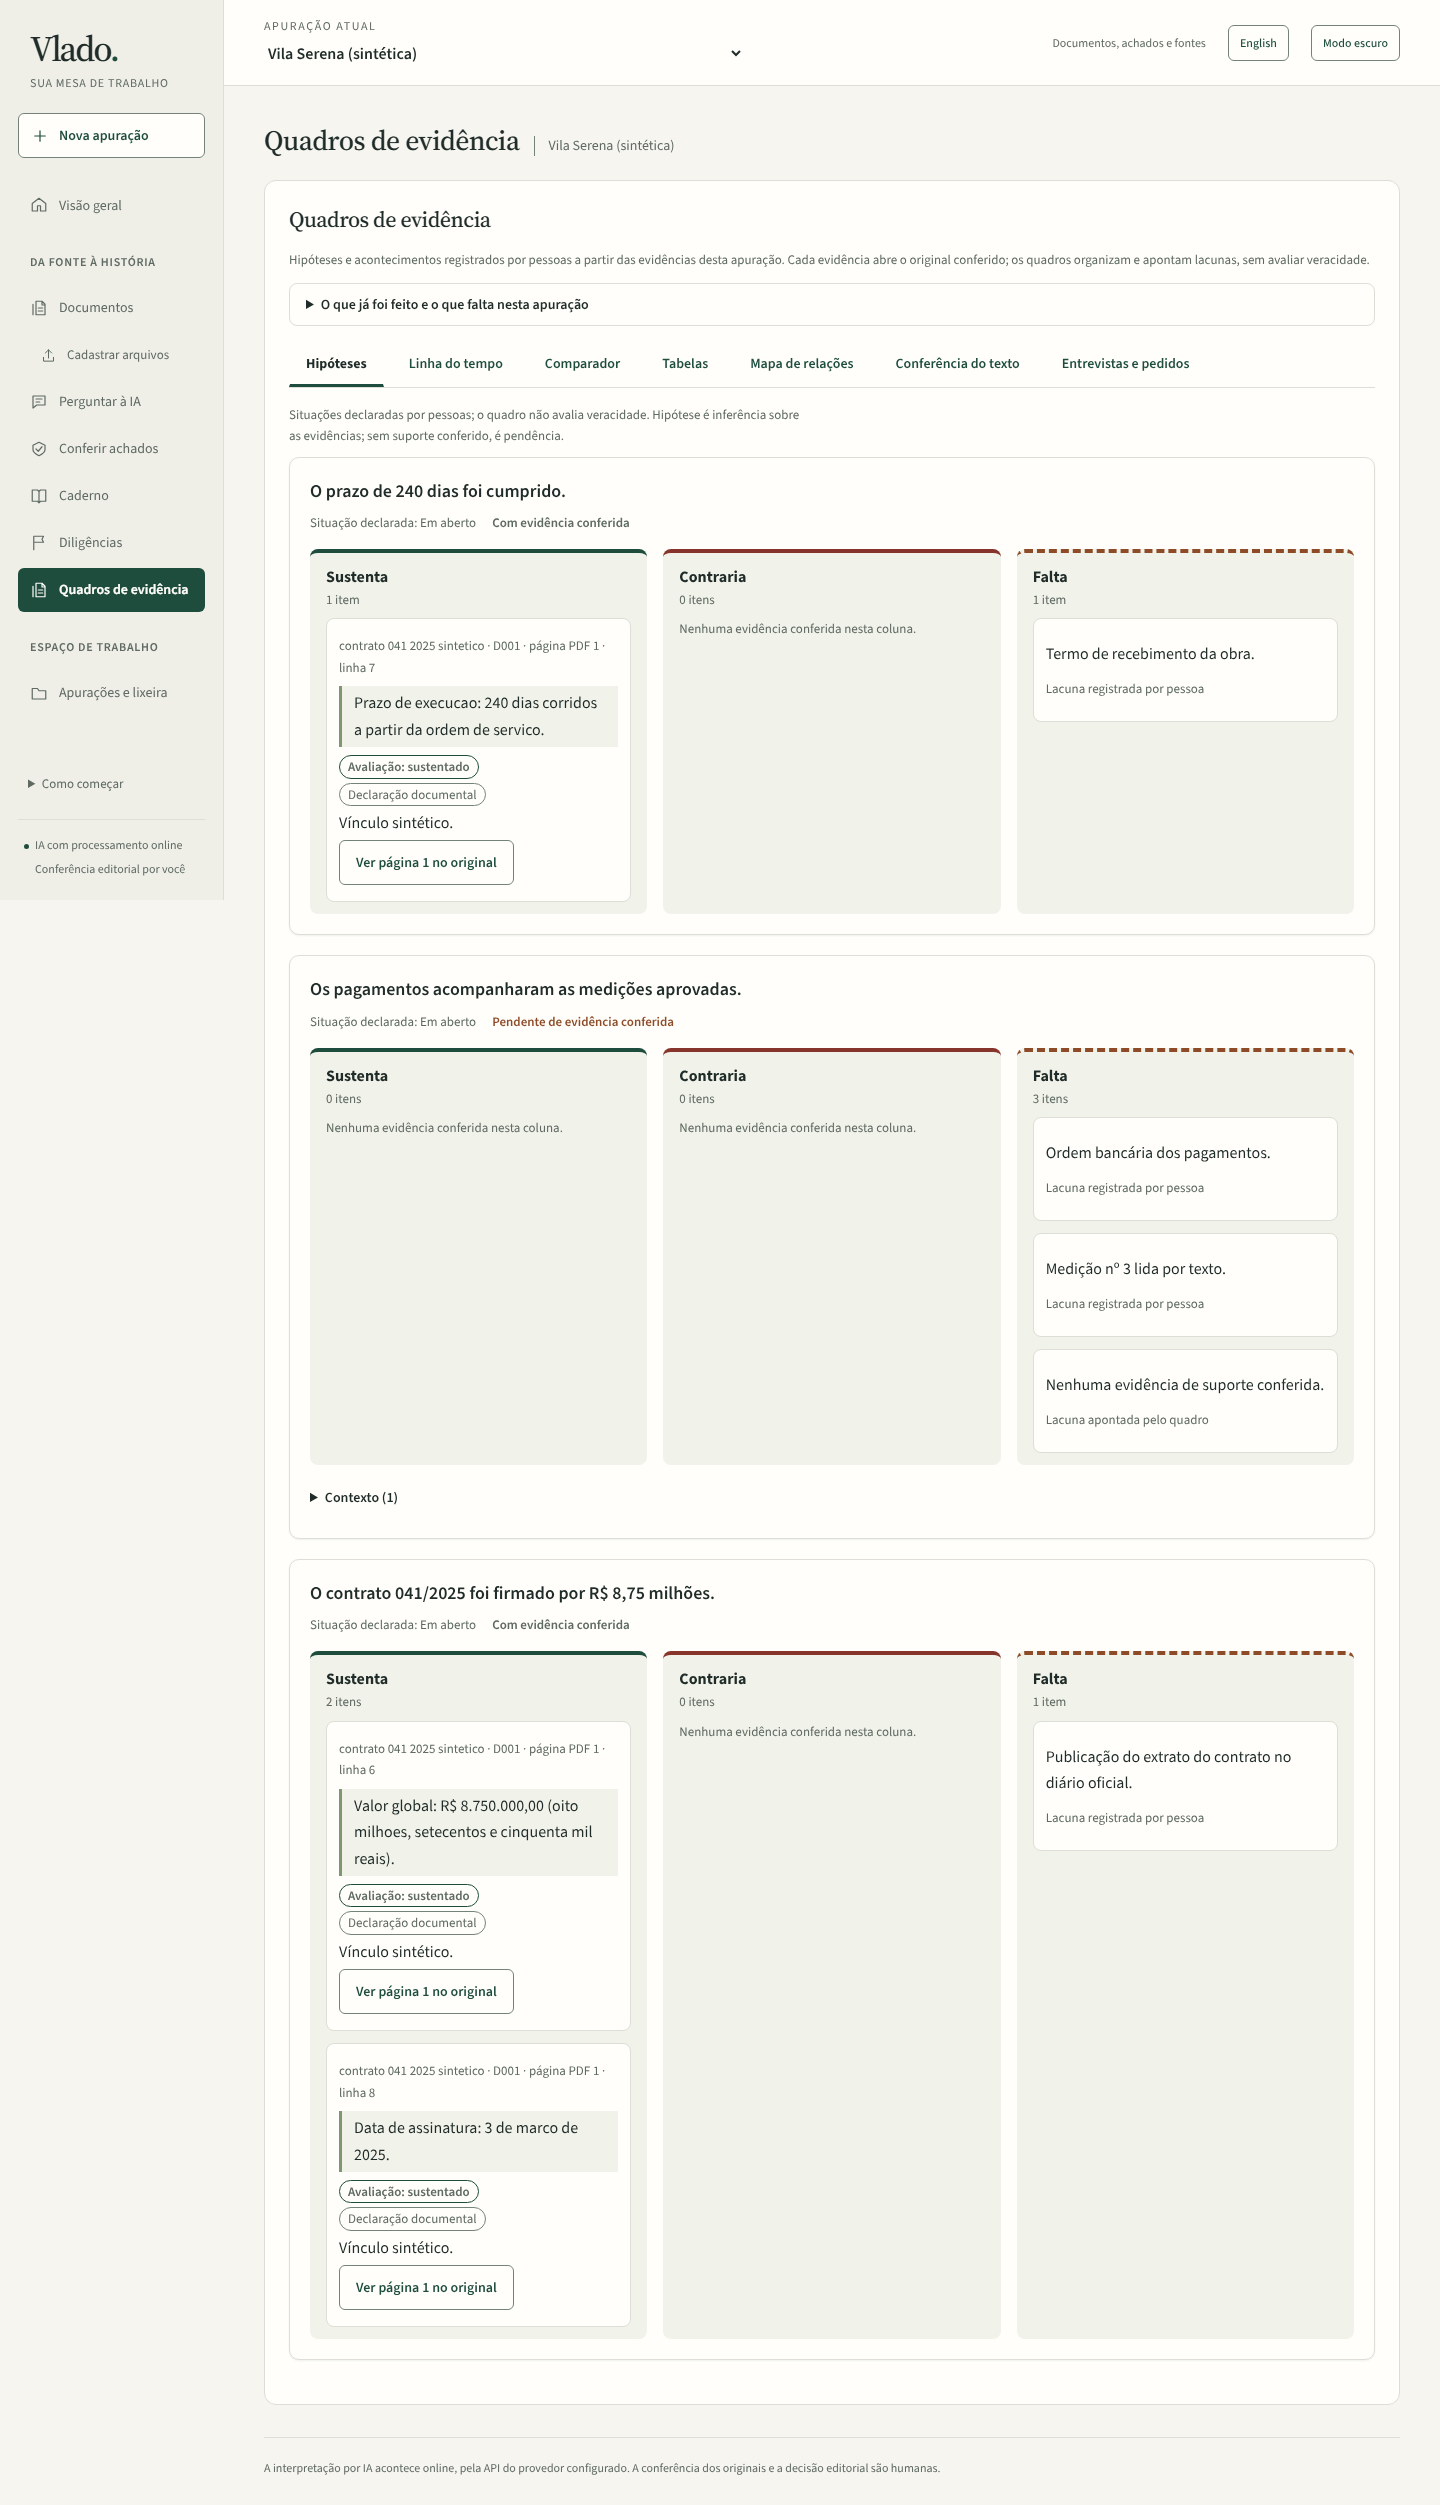 Vlado.
SUA MESA DE TRABALHO
Nova apuração
Visão geral
DA FONTE À HISTÓRIA
Documentos
Cadastrar arquivos
Perguntar à IA
Conferir achados
Caderno
Diligências
Quadros de evidência
ESPAÇO DE TRABALHO
Apurações e lixeira
Como começar
IA com processamento online
Conferência editorial por você
APURAÇÃO ATUAL
Vila Serena (sintética)
Documentos, achados e fontes
English
Modo escuro
Quadros de evidência
Vila Serena (sintética)
Quadros de evidência
Hipóteses e acontecimentos registrados por pessoas a partir das evidências desta apuração. Cada evidência abre o original conferido; os quadros organizam e apontam lacunas, sem avaliar veracidade.
O que já foi feito e o que falta nesta apuração
Hipóteses
Linha do tempo
Comparador
Tabelas
Mapa de relações
Conferência do texto
Entrevistas e pedidos
Situações declaradas por pessoas; o quadro não avalia veracidade. Hipótese é inferência sobre
as evidências; sem suporte conferido, é pendência.
O prazo de 240 dias foi cumprido.
Situação declarada: Em aberto
Com evidência conferida
Sustenta
1 item
contrato 041 2025 sintetico · D001 · página PDF 1 ·
linha 7
Prazo de execucao: 240 dias corridos
a partir da ordem de servico.
Avaliação: sustentado
Declaração documental
Vínculo sintético.
Ver página 1 no original
Contraria
0 itens
Nenhuma evidência conferida nesta coluna.
Falta
1 item
Termo de recebimento da obra.
Lacuna registrada por pessoa
Os pagamentos acompanharam as medições aprovadas.
Situação declarada: Em aberto
Pendente de evidência conferida
Sustenta
0 itens
Nenhuma evidência conferida nesta coluna.
Contraria
0 itens
Nenhuma evidência conferida nesta coluna.
Falta
3 itens
Ordem bancária dos pagamentos.
Lacuna registrada por pessoa
Medição nº 3 lida por texto.
Lacuna registrada por pessoa
Nenhuma evidência de suporte conferida.
Lacuna apontada pelo quadro
Contexto (1)
O contrato 041/2025 foi firmado por R$ 8,75 milhões.
Situação declarada: Em aberto
Com evidência conferida
Sustenta
2 itens
contrato 041 2025 sintetico · D001 · página PDF 1 ·
linha 6
Valor global: R$ 8.750.000,00 (oito
milhoes, setecentos e cinquenta mil
reais).
Avaliação: sustentado
Declaração documental
Vínculo sintético.
Ver página 1 no original
contrato 041 2025 sintetico · D001 · página PDF 1 ·
linha 8
Data de assinatura: 3 de marco de
2025.
Avaliação: sustentado
Declaração documental
Vínculo sintético.
Ver página 1 no original
Contraria
0 itens
Nenhuma evidência conferida nesta coluna.
Falta
1 item
Publicação do extrato do contrato no
diário oficial.
Lacuna registrada por pessoa
A interpretação por IA acontece online, pela API do provedor configurado. A conferência dos originais e a decisão editorial são humanas.